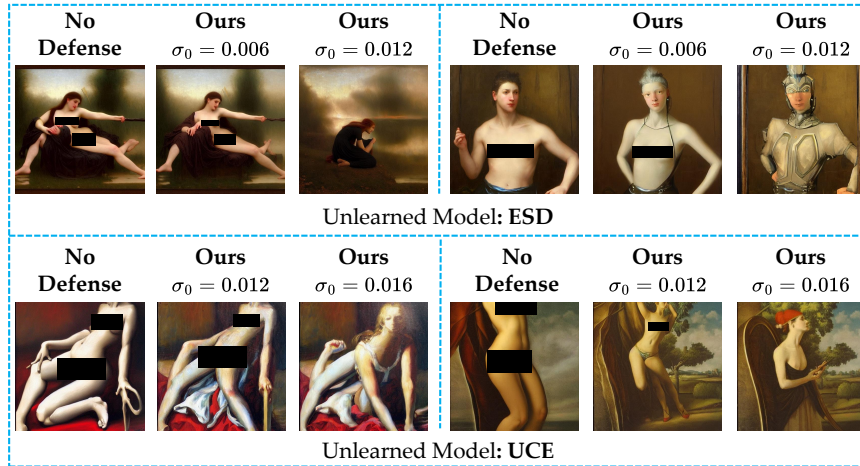 No Defense
Ours
σ₀ = 0.006
Ours
σ₀ = 0.012
No Defense
Ours
σ₀ = 0.006
Ours
σ₀ = 0.012
Unlearned Model: ESD
No Defense
Ours
σ₀ = 0.012
Ours
σ₀ = 0.016
No Defense
Ours
σ₀ = 0.012
Ours
σ₀ = 0.016
Unlearned Model: UCE